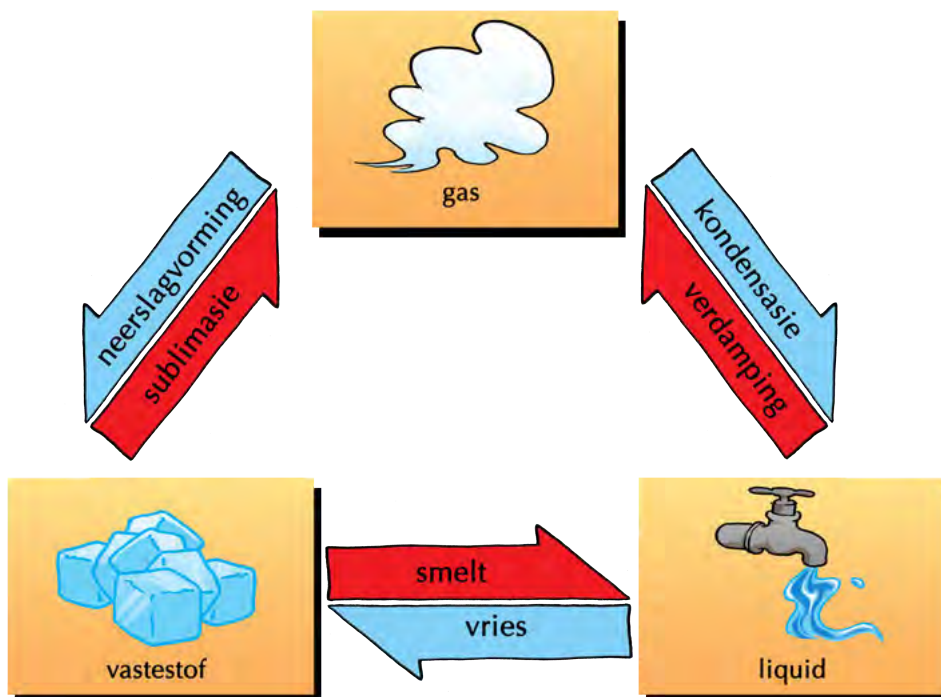 gas
neerslagvorming
sublimasie
kondensasie
verdamping
smelt
vries
vastestof
liquid